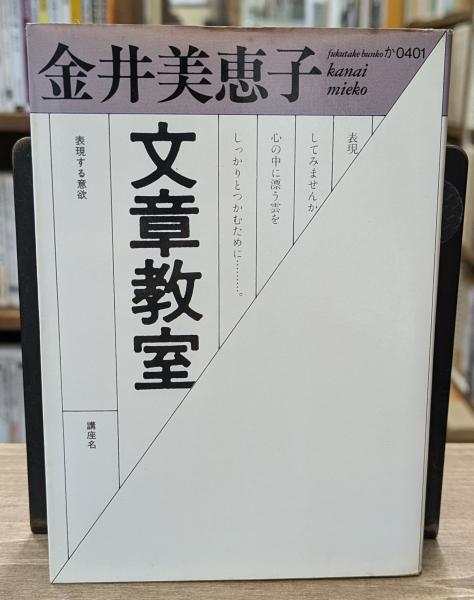 金井美恵子
fukutake bunko か0401
kanai
mieko
表現
してみませんか
心の中に漂う雲を
しっかりとつかむために………。
文章教室
表現する意欲
講座名